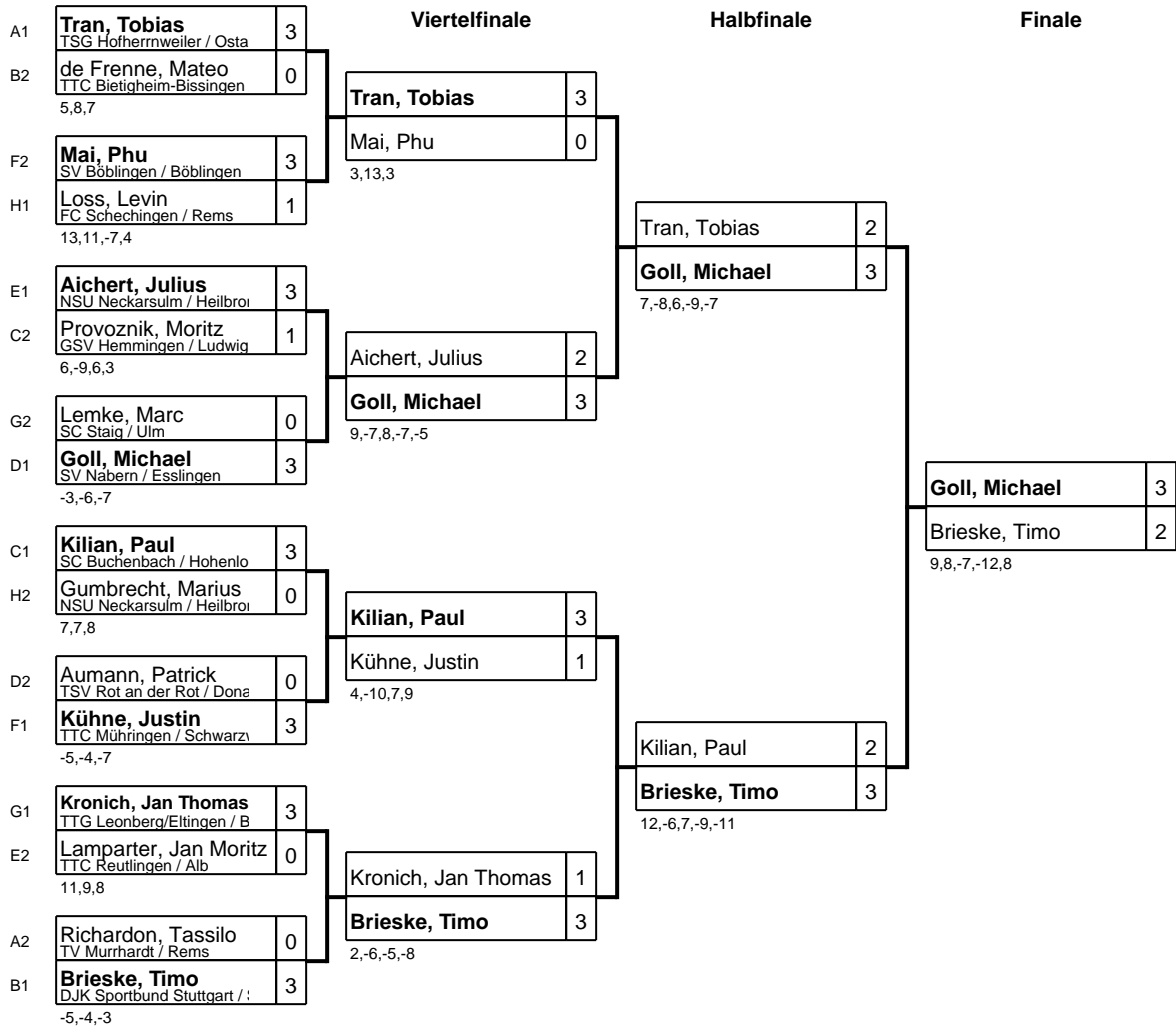 Viertelfinale Halbfinale Finale
A1 Tran, Tobias 3
TSG Hofherrnweiler / Osta
B2 de Frenne, Mateo 0
TTC Bietigheim-Bissingen
5,8,7
F2 Mai, Phu 3
SV Böblingen / Böblingen
H1 Loss, Levin 1
FC Schechingen / Rems
13,11,-7,4
E1 Aichert, Julius 3
NSU Neckarsulm / Heilbro
C2 Provoznik, Moritz 1
GSV Hemmingen / Ludwig
6,-9,6,3
G2 Lemke, Marc 0
SC Staig / Ulm
D1 Goll, Michael 3
SV Nabern / Esslingen
-3,-6,-7
C1 Kilian, Paul 3
SC Buchenbach / Hohenlo
H2 Gumbrecht, Marius 0
NSU Neckarsulm / Heilbro
7,7,8
D2 Aumann, Patrick 0
TSV Rot an der Rot / Dona
F1 Kühne, Justin 3
TTC Mühringen / Schwarzv
-5,-4,-7
G1 Kronich, Jan Thomas 3
TTG Leonberg/Eltingen / B
E2 Lamparter, Jan Moritz 0
TTC Reutlingen / Alb
11,9,8
A2 Richardon, Tassilo 0
TV Murrhardt / Rems
B1 Brieske, Timo 3
DJK Sportbund Stuttgart /
-5,-4,-3
Tran, Tobias 3
Mai, Phu 0
3,13,3
Aichert, Julius 2
Goll, Michael 3
9,-7,8,-7,-5
Kilian, Paul 3
Kühne, Justin 1
4,-10,7,9
Kronich, Jan Thomas 1
Brieske, Timo 3
2,-6,-5,-8
Tran, Tobias 2
Goll, Michael 3
7,-8,6,-9,-7
Kilian, Paul 2
Brieske, Timo 3
12,-6,7,-9,-11
Goll, Michael 3
Brieske, Timo 2
9,8,-7,-12,8